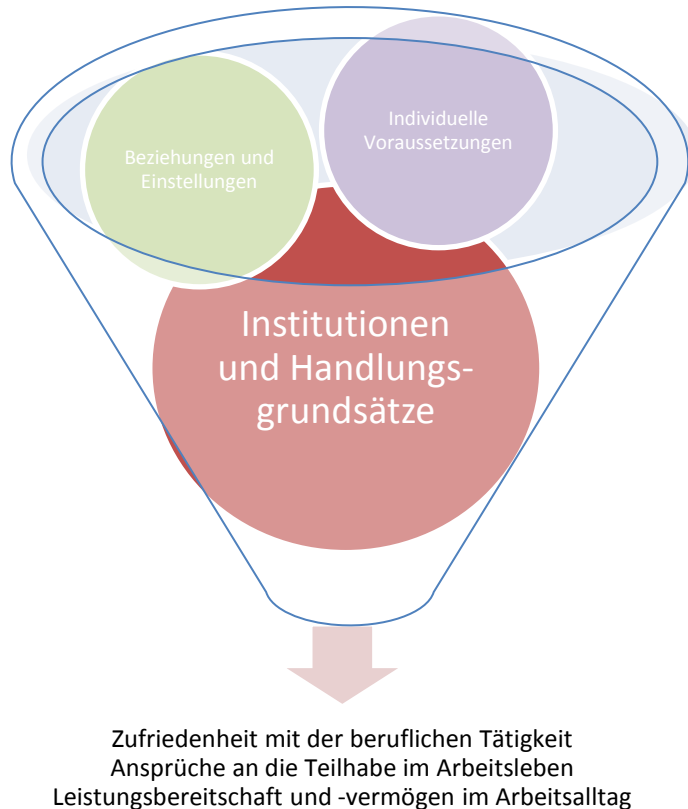 Individuelle
Voraussetzungen
Beziehungen und
Einstellungen
Institutionen
und Handlungs-
grundsätze
Zufriedenheit mit der beruflichen Tätigkeit
Ansprüche an die Teilhabe im Arbeitsleben
Leistungsbereitschaft und -vermögen im Arbeitsalltag